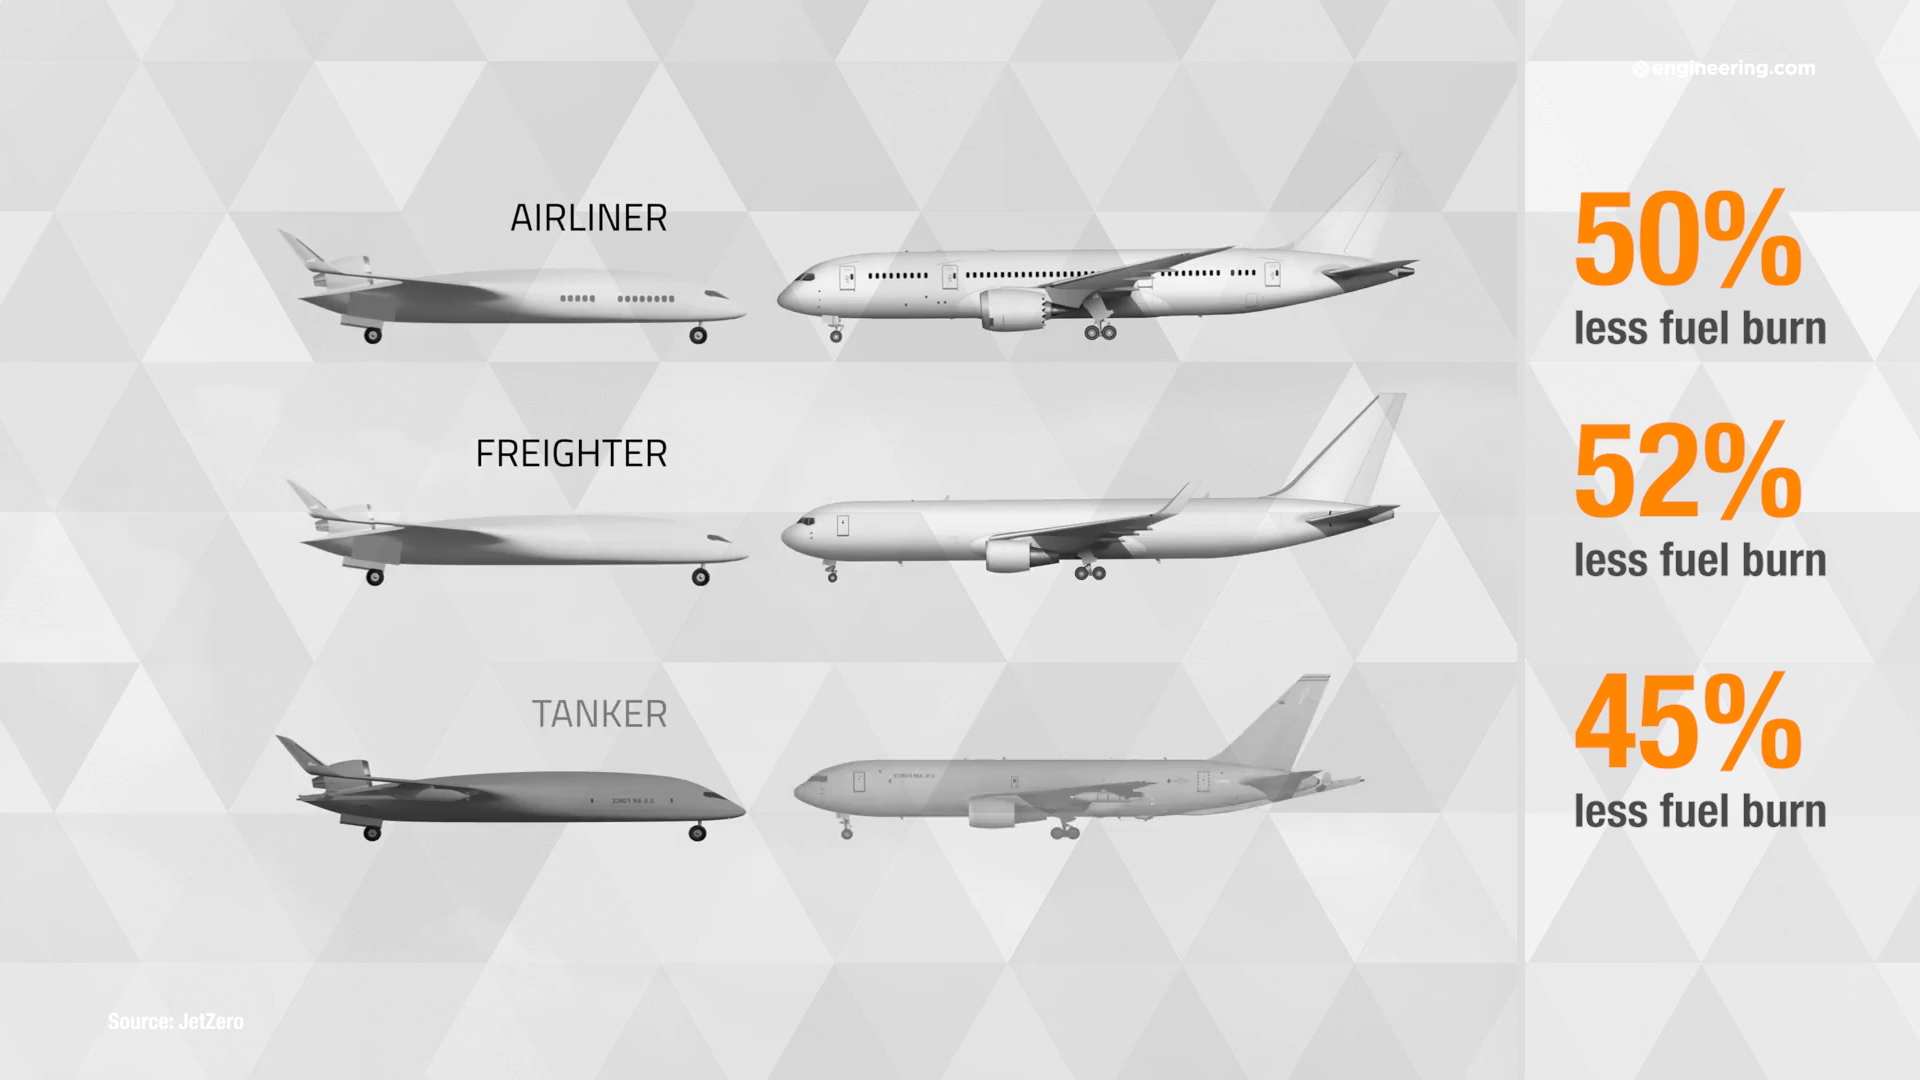 engineering.com
AIRLINER
50%
less fuel burn
FREIGHTER
52%
less fuel burn
TANKER
45%
less fuel burn
Source: JetZero